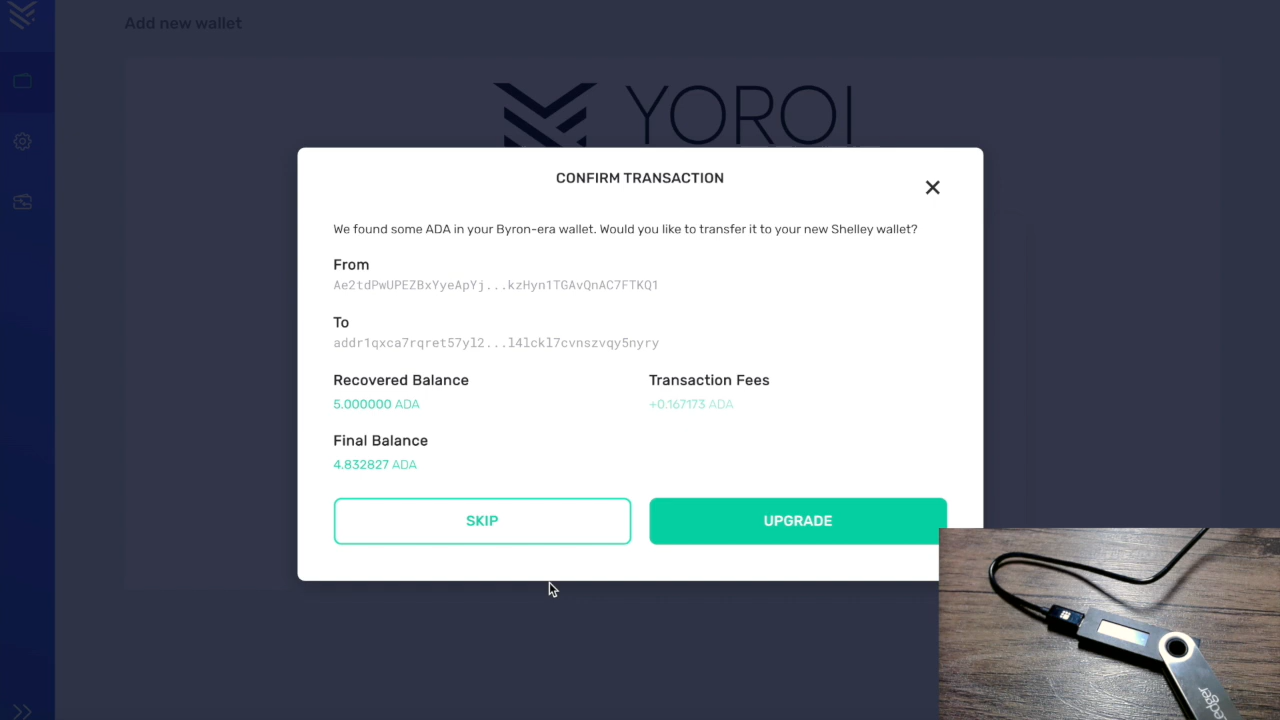 Add new wallet
YOROI
CONFIRM TRANSACTION
We found some ADA in your Byron-era wallet. Would you like to transfer it to your new Shelley wallet?
From
Ae2tdPwUPEZBxYyeApYj...kzHyn1TGAvQnAC7FTKQ1
To
addr1qxca7rqret57yl2...l4lckl7cvnszvqy5nyry
Recovered Balance
Transaction Fees
5.000000 ADA
+0.167173 ADA
Final Balance
4.832827 ADA
SKIP
UPGRADE
Ledger